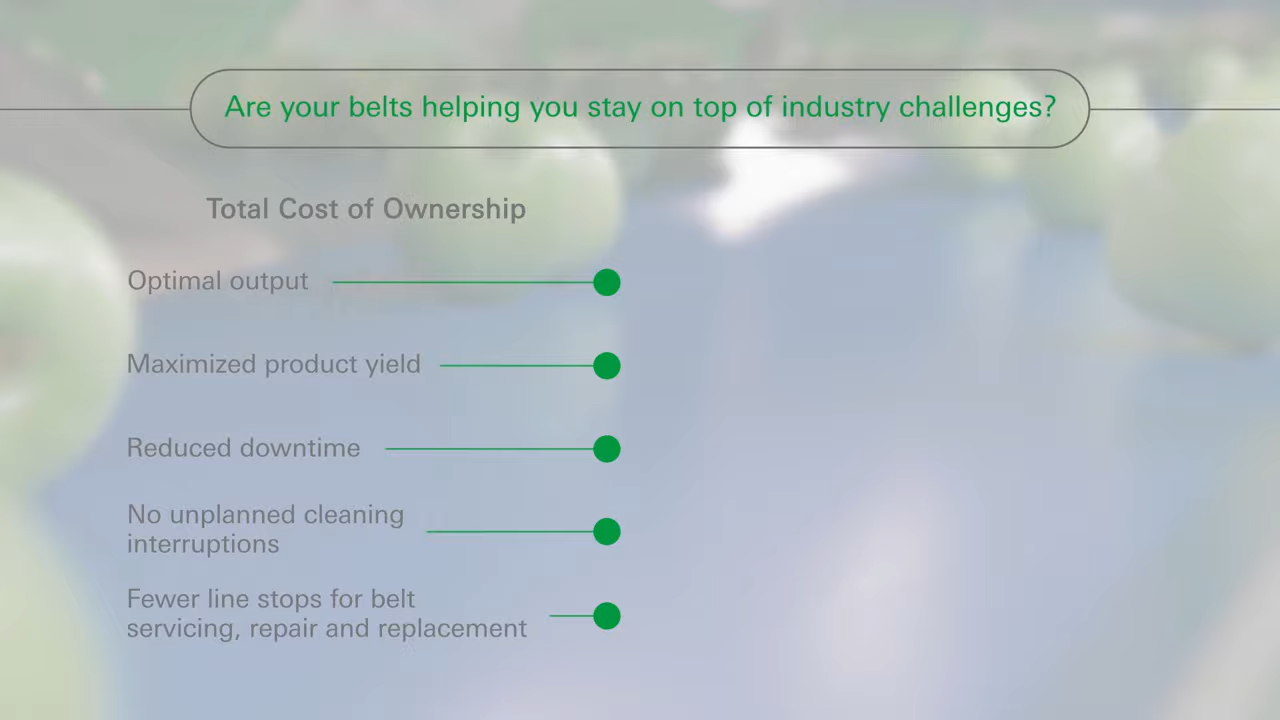 Are your belts helping you stay on top of industry challenges?
Total Cost of Ownership
Optimal output
Maximized product yield
Reduced downtime
No unplanned cleaning
interruptions
Fewer line stops for belt
servicing, repair and replacement